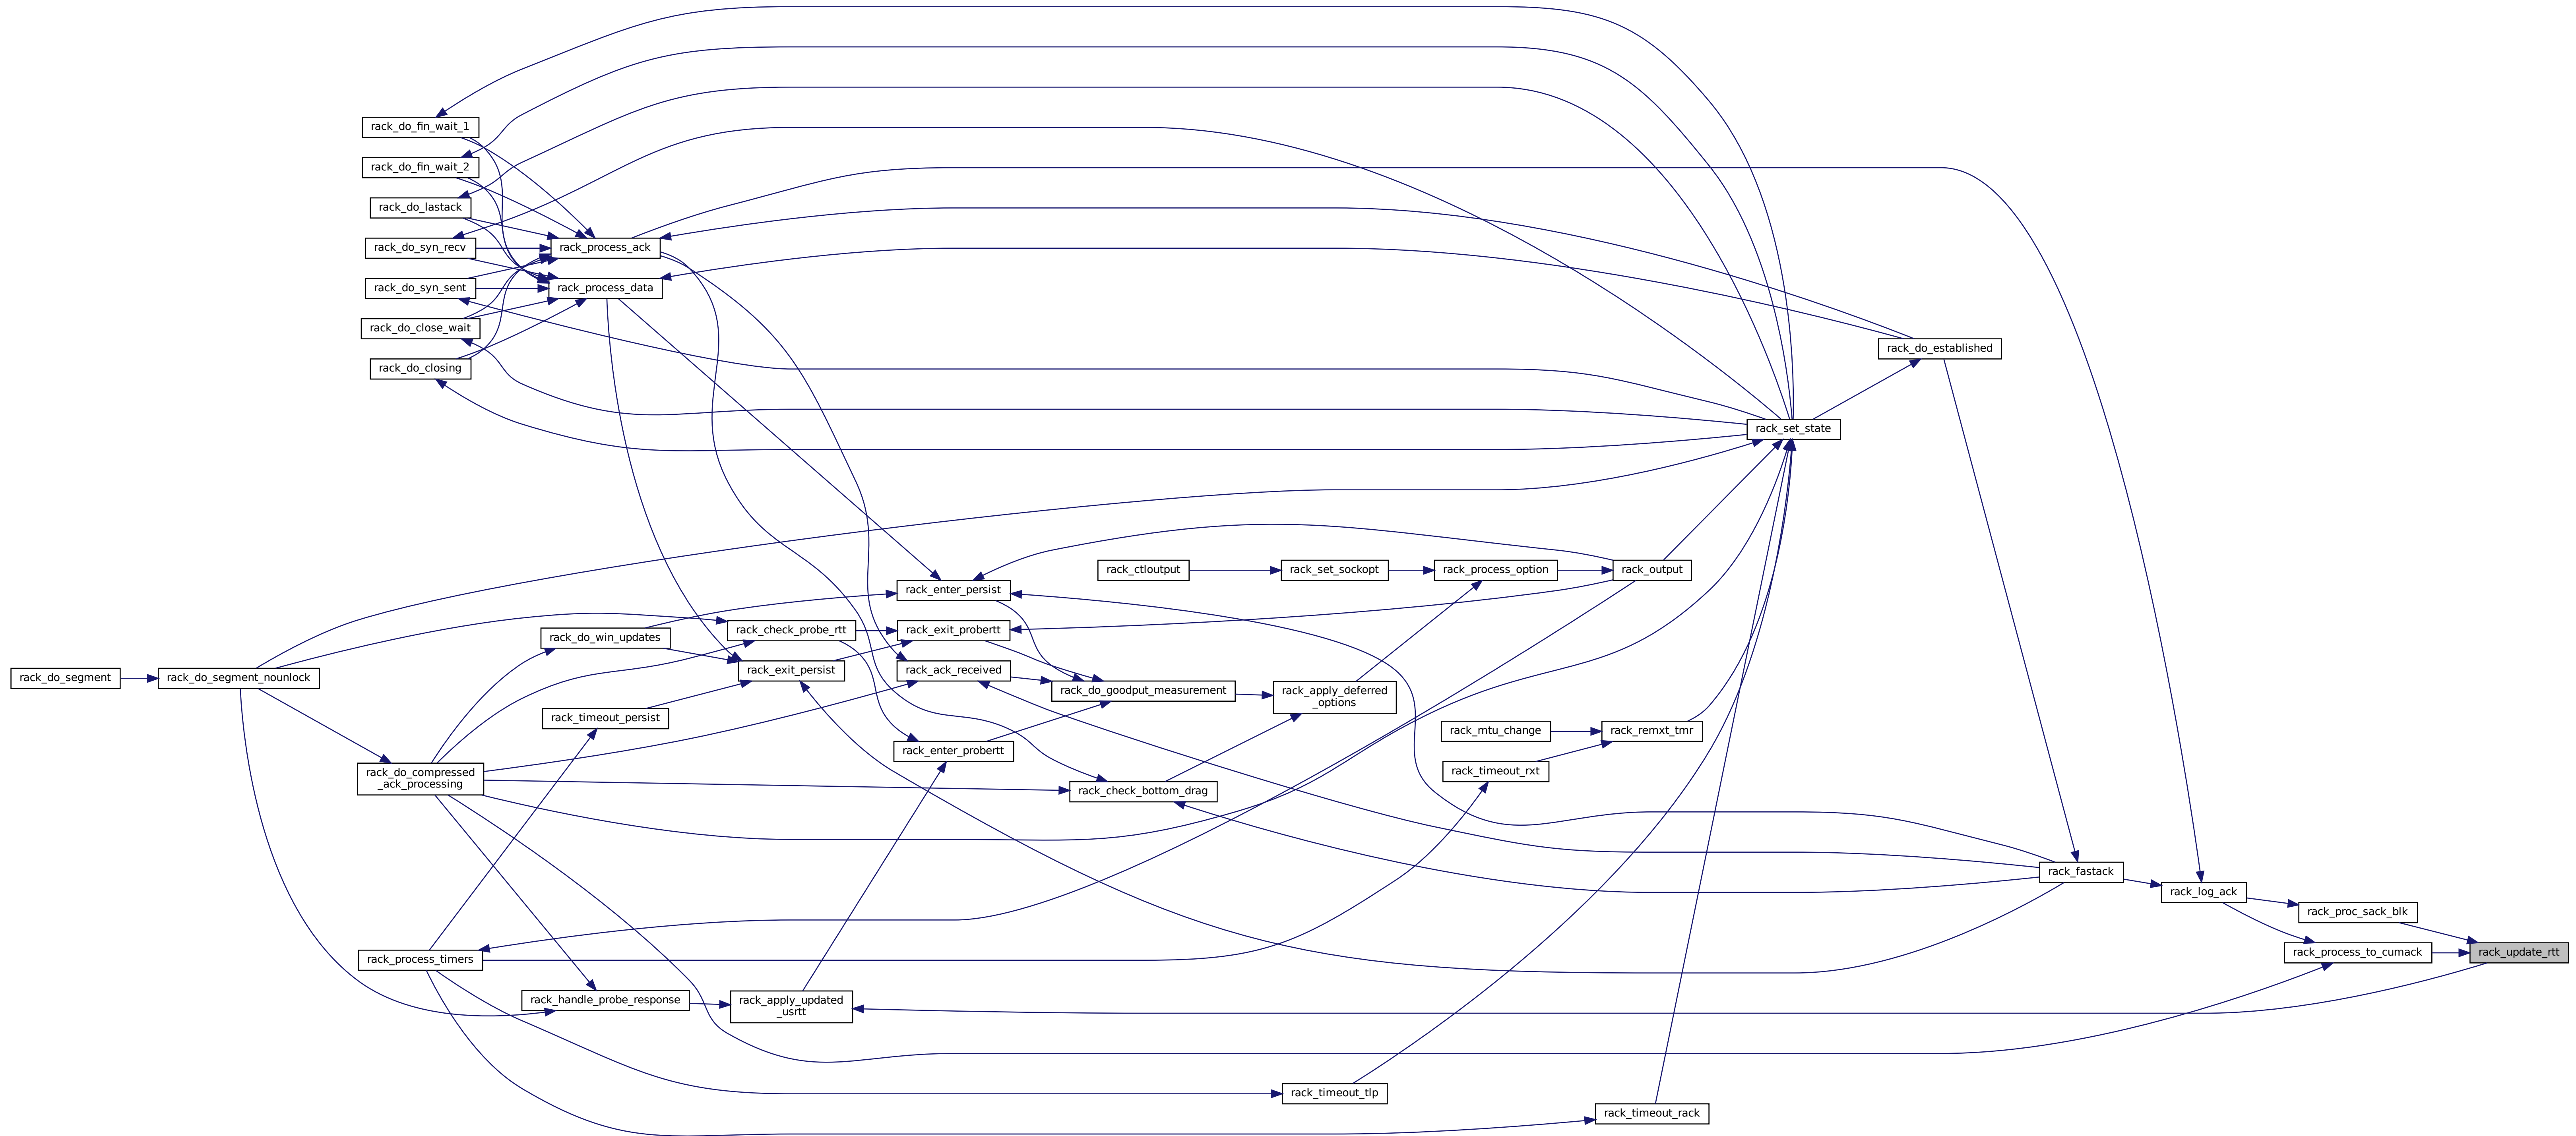 rack_do_fin_wait_1
rack_do_fin_wait_2
rack_do_lastack
rack_do_syn_recv
rack_process_ack
rack_do_syn_sent
rack_process_data
rack_do_close_wait
rack_do_established
rack_do_closing
rack_set_state
rack_ctloutput
rack_set_sockopt
rack_process_option
rack_output
rack_enter_persist
rack_do_win_updates
rack_check_probe_rtt
rack_exit_probertt
rack_do_segment
rack_do_segment_nounlock
rack_exit_persist
rack_ack_received
rack_do_goodput_measurement
rack_apply_deferred
_options
rack_timeout_persist
rack_enter_probertt
rack_mtu_change
rack_remxt_tmr
rack_do_compressed
_ack_processing
rack_check_bottom_drag
rack_timeout_rxt
rack_fastack
rack_log_ack
rack_proc_sack_blk
rack_process_timers
rack_process_to_cumack
rack_update_rtt
rack_handle_probe_response
rack_apply_updated
_usrtt
rack_timeout_tlp
rack_timeout_rack